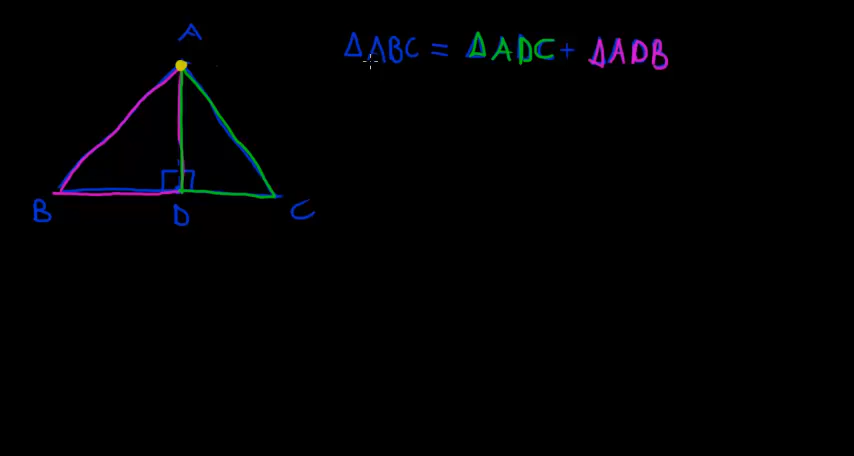 A
ΔABC = ΔADC + ΔADB
B
D
C